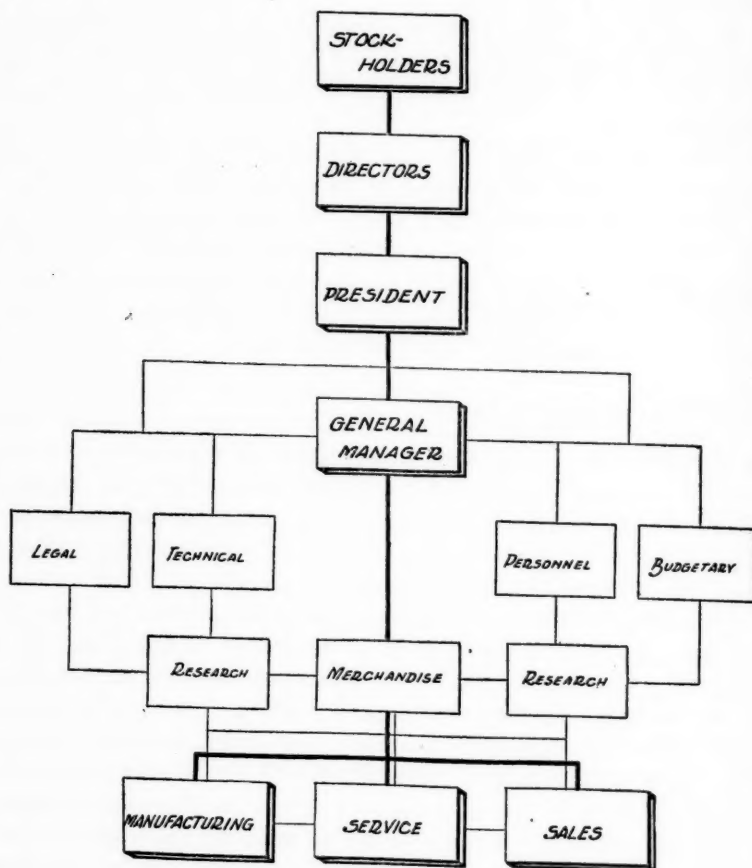 STOCK-
HOLDERS
DIRECTORS
PRESIDENT
GENERAL
MANAGER
LEGAL
TECHNICAL
PERSONNEL
BUDGETARY
RESEARCH
MERCHANDISE
RESEARCH
MANUFACTURING
SERVICE
SALES